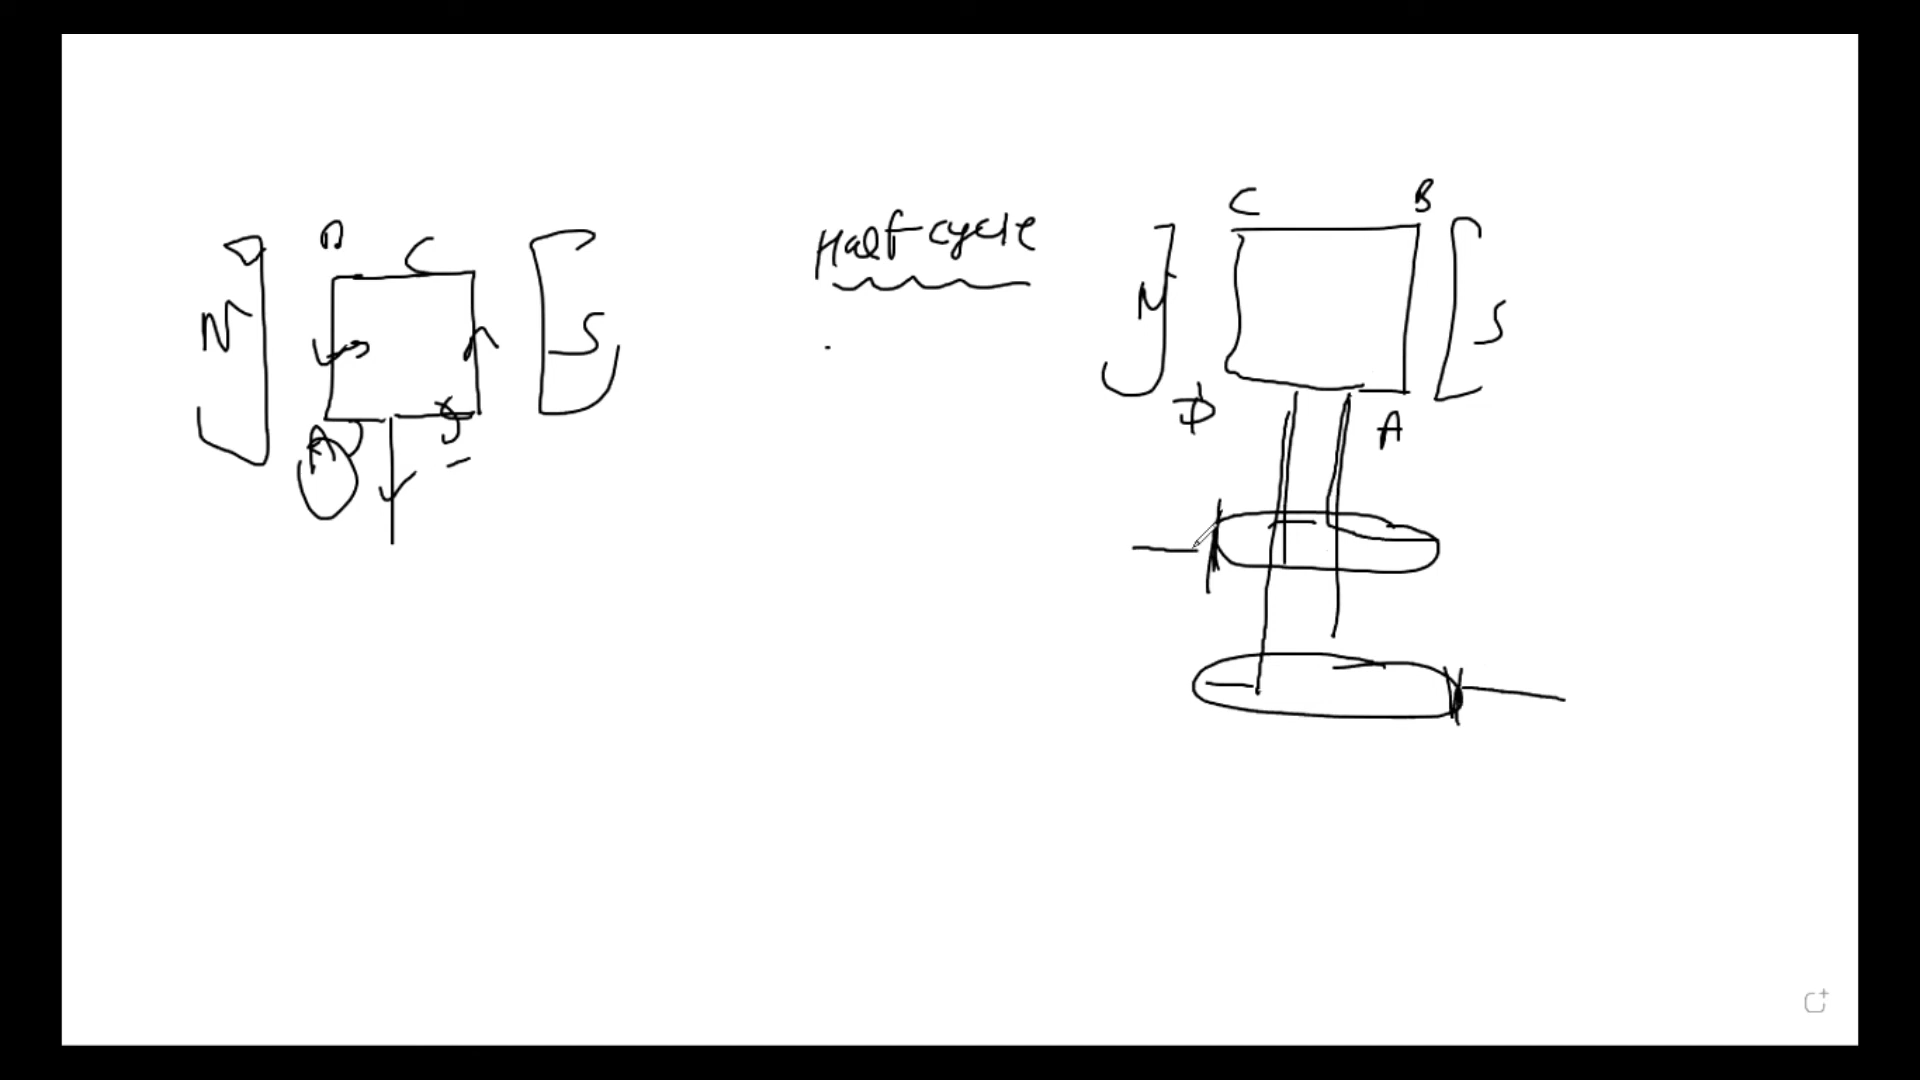 Half-cycle
C B
B C
N S
N S
D A
A